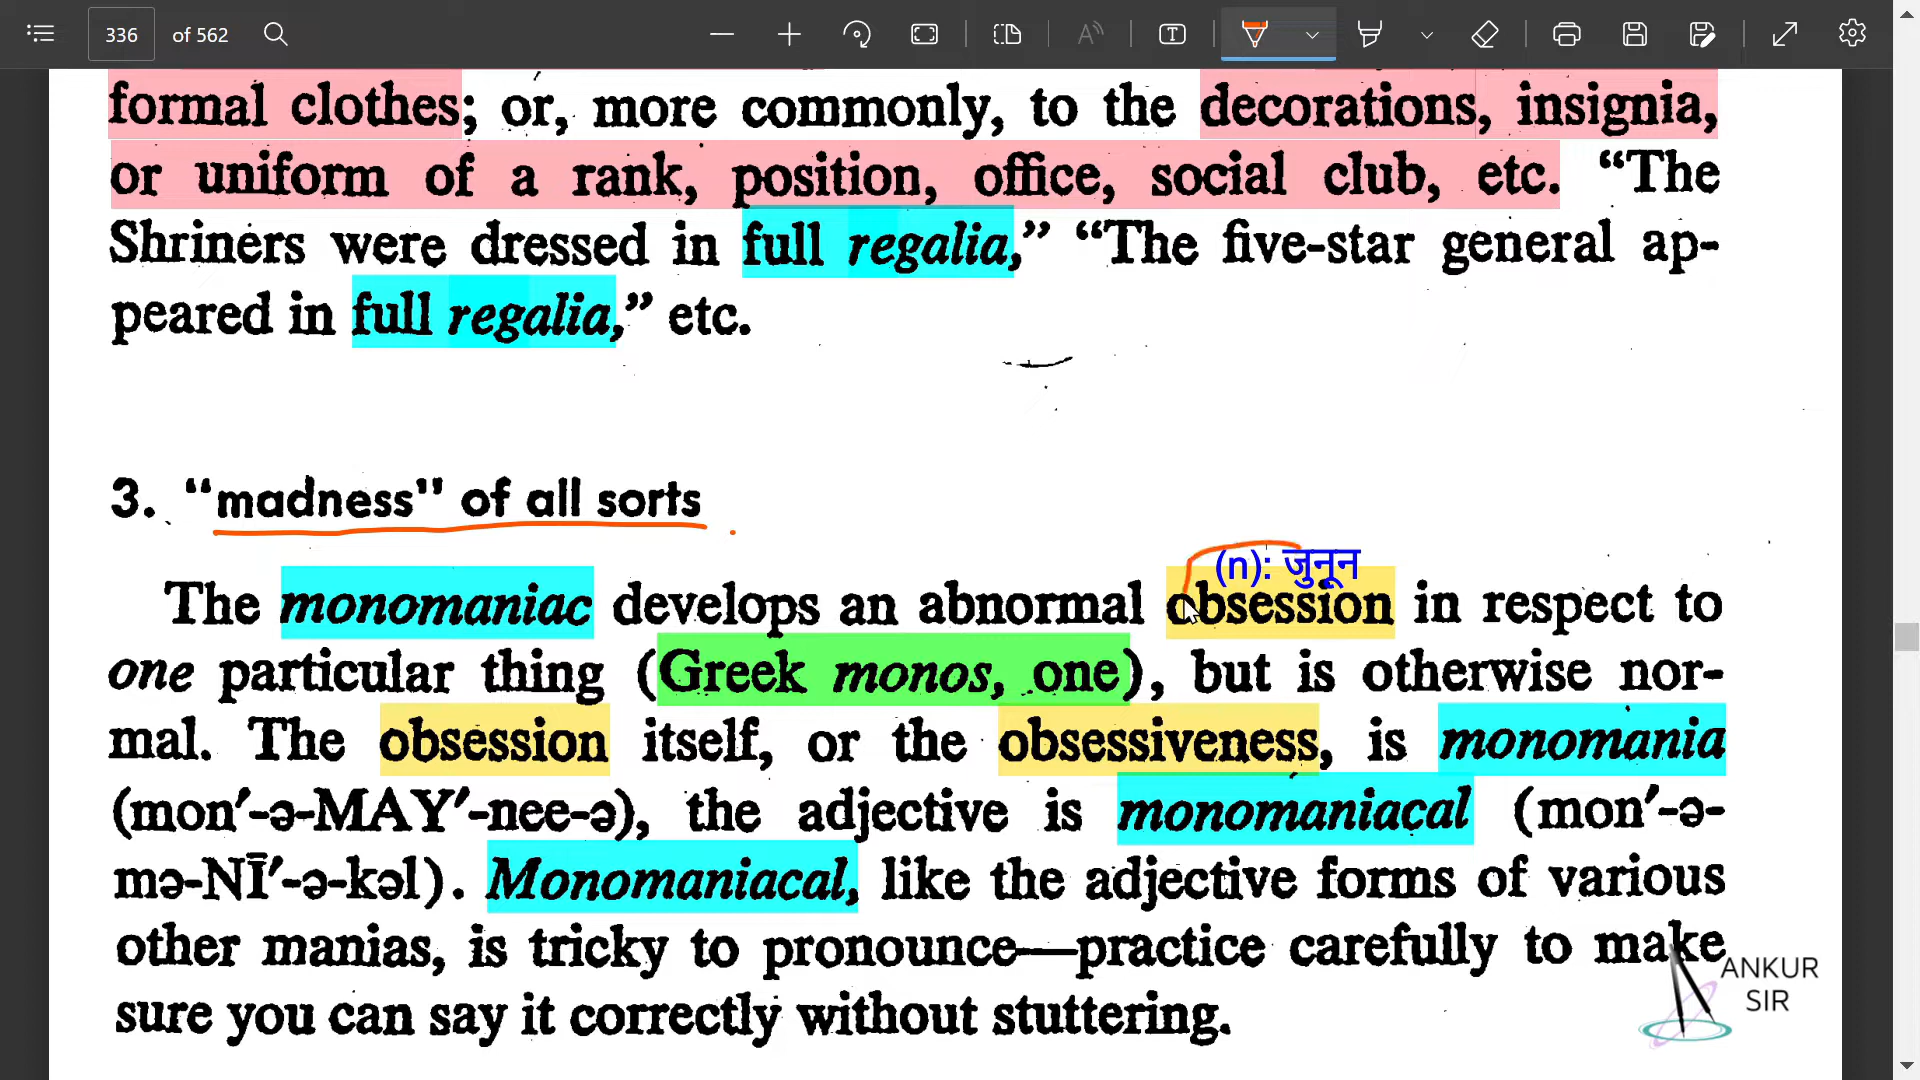 336 of 562
formal clothes; or, more commonly, to the decorations, insignia,
or uniform of a rank, position, office, social club, etc. “The
Shriners were dressed in full regalia,” “The five-star general ap-
peared in full regalia,” etc.
3. “madness” of all sorts
(n): जुनून
The monomaniac develops an abnormal obsession in respect to
one particular thing (Greek monos, one), but is otherwise nor-
mal. The obsession itself, or the obsessiveness, is monomania
(mon′-ə-MAY′-nee-ə), the adjective is monomaniacal (mon′-ə-
mə-NĪ′-ə-kəl). Monomaniacal, like the adjective forms of various
other manias, is tricky to pronounce—practice carefully to make
sure you can say it correctly without stuttering.
ANKUR
SIR